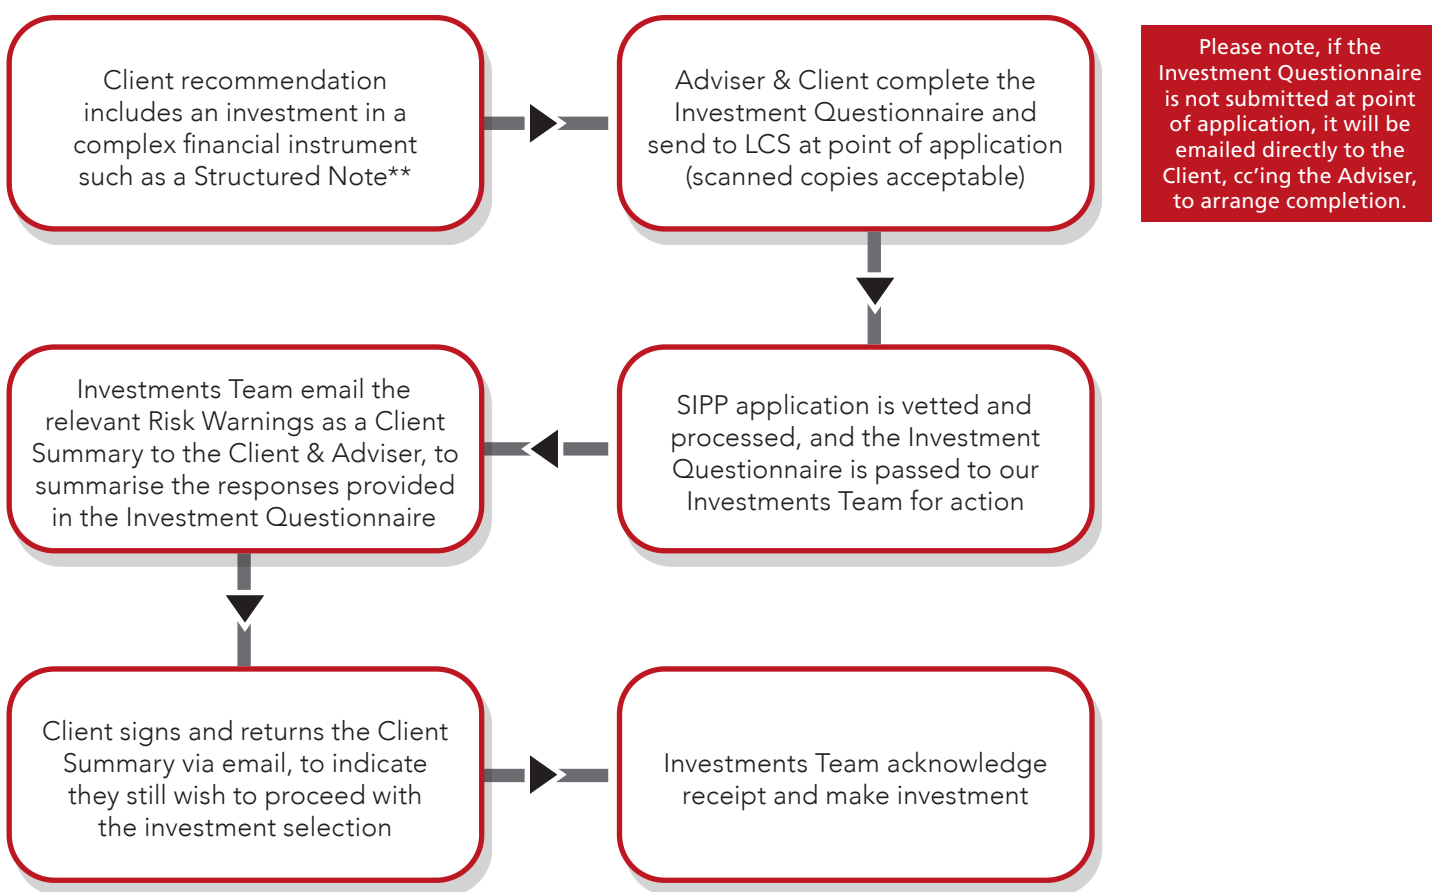 Client recommendation
includes an investment in a
complex financial instrument
such as a Structured Note**
Adviser & Client complete the
Investment Questionnaire and
send to LCS at point of application
(scanned copies acceptable)
Please note, if the
Investment Questionnaire
is not submitted at point
of application, it will be
emailed directly to the
Client, cc’ing the Adviser,
to arrange completion.
SIPP application is vetted and
processed, and the Investment
Questionnaire is passed to our
Investments Team for action
Investments Team email the
relevant Risk Warnings as a Client
Summary to the Client & Adviser, to
summarise the responses provided
in the Investment Questionnaire
Client signs and returns the Client
Summary via email, to indicate
they still wish to proceed with
the investment selection
Investments Team acknowledge
receipt and make investment